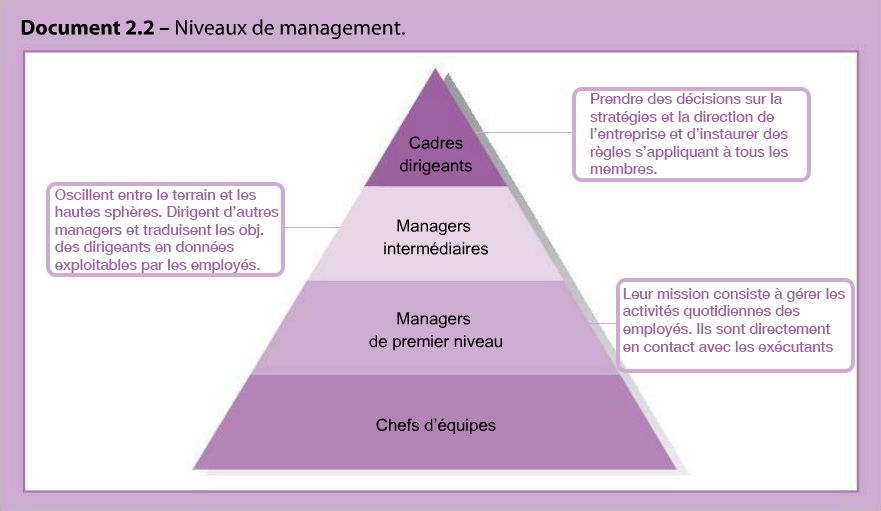 Document 2.2 – Niveaux de management.
Prendre des décisions sur la
stratégies et la direction de
l'entreprise et d'instaurer des
règles s'appliquant à tous les
membres.
Cadres
dirigeants
Oscillent entre le terrain et les
hautes sphères. Dirigent d'autres
managers et traduisent les obj.
des dirigeants en données
exploitables par les employés.
Managers
intermédiaires
Leur mission consiste à gérer les
activités quotidiennes des
employés. Ils sont directement
en contact avec les exécutants
Managers
de premier niveau
Chefs d'équipes